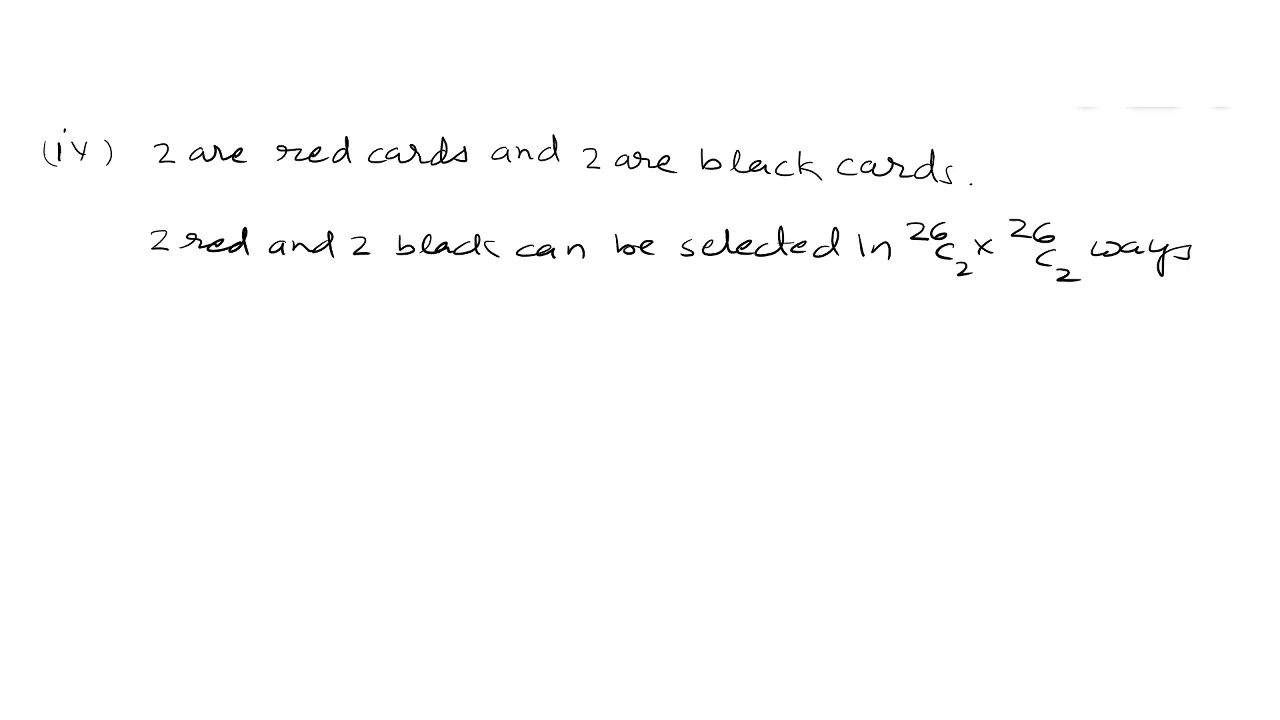 (iv) 2 are red cards and 2 are black cards.
2 red and 2 black can be selected in ²⁶C₂ × ²⁶C₂ ways